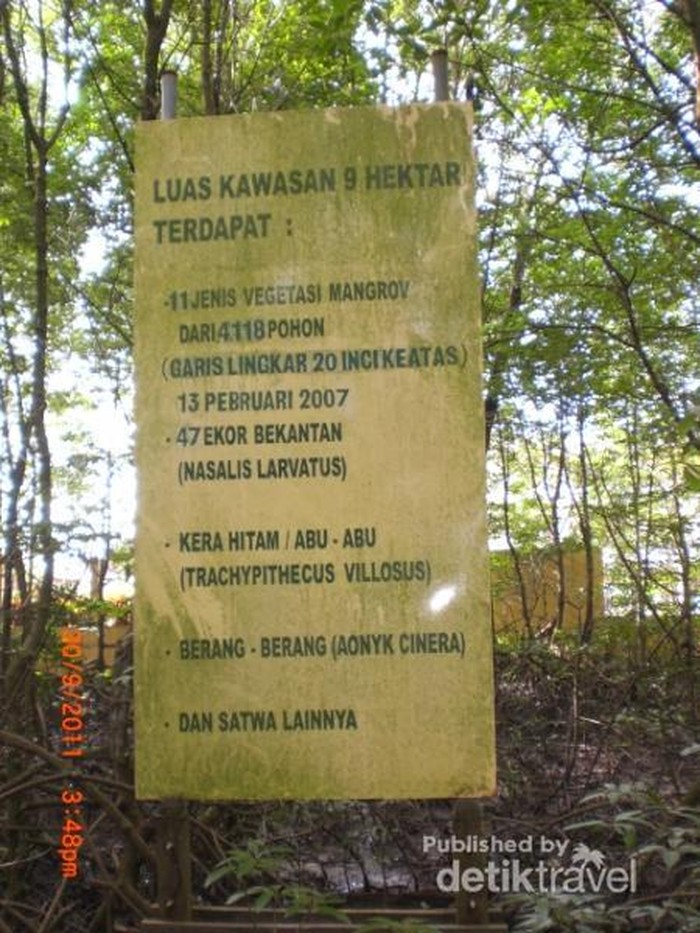 LUAS KAWASAN 9 HEKTAR
TERDAPAT :
-11 JENIS VEGETASI MANGROV
DARI 4118 POHON
(GARIS LINGKAR 20 INCI KEATAS)
13 PEBRUARI 2007
- 47 EKOR BEKANTAN
(NASALIS LARVATUS)
- KERA HITAM / ABU - ABU
(TRACHYPITHECUS VILLOSUS)
- BERANG - BERANG (AONYK CINERA)
- DAN SATWA LAINNYA
30/9/2011 3:48pm
Published by
detiktravel